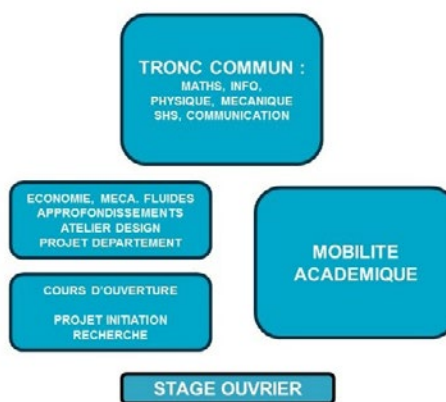 TRONC COMMUN :
MATHS, INFO,
PHYSIQUE, MECANIQUE
SHS, COMMUNICATION
ECONOMIE, MECA. FLUIDES
APPROFONDISSEMENTS
ATELIER DESIGN
PROJET DEPARTEMENT
COURS D'OUVERTURE
PROJET INITIATION
RECHERCHE
MOBILITE
ACADEMIQUE
STAGE OUVRIER